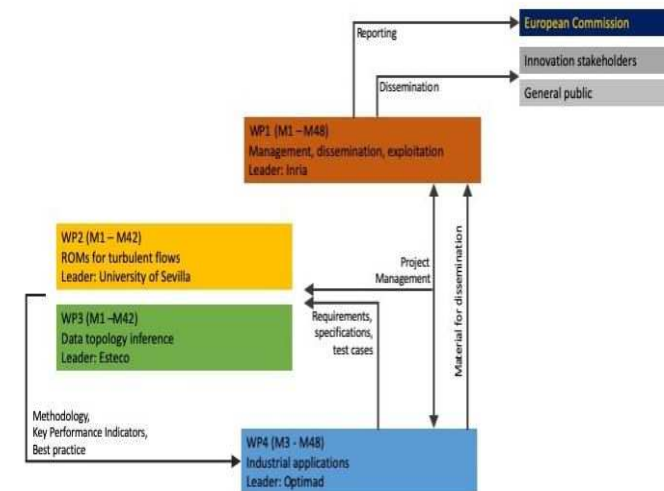 European Commission
Reporting
Innovation stakeholders
General public
Dissemination
WP1 (M1 – M48)
Management, dissemination, exploitation
Leader: Inria
WP2 (M1 – M42)
ROMs for turbulent flows
Leader: University of Sevilla
Project
Management
Material for dissemination
WP3 (M1 –M42)
Data topology inference
Leader: Esteco
Requirements,
specifications,
test cases
Methodology,
Key Performance Indicators,
Best practice
WP4 (M3 - M48)
Industrial applications
Leader: Optimad